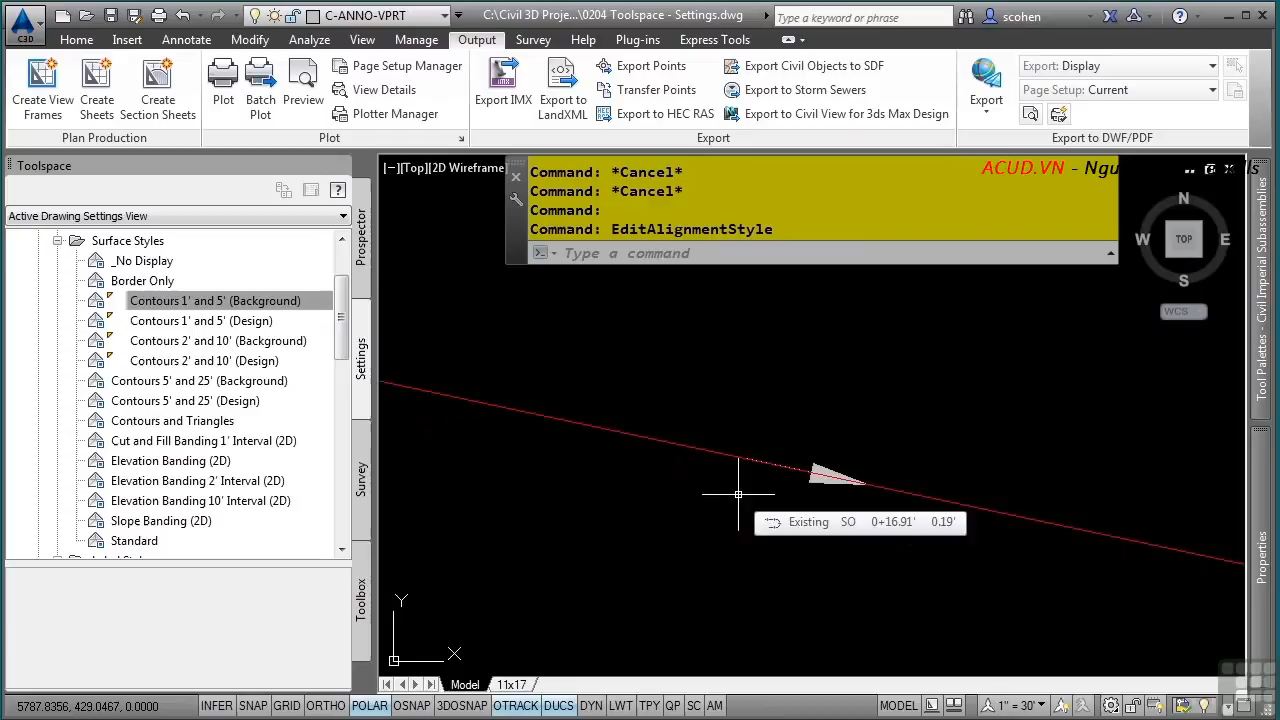 C-ANNO-VPRT
C:\Civil 3D Proje...\0204 Toolspace - Settings.dwg
Type a keyword or phrase
scohen
C3D
Home Insert Annotate Modify Analyze View Manage Output Survey Help Plug-ins Express Tools
Create View Frames
Create Sheets
Create Section Sheets
Plan Production
Plot
Batch Plot
Preview
Page Setup Manager
View Details
Plotter Manager
Plot
Export IMX
Export to LandXML
Export Points
Transfer Points
Export to HEC RAS
Export Civil Objects to SDF
Export to Storm Sewers
Export to Civil View for 3ds Max Design
Export
Export
Export: Display
Page Setup: Current
Export to DWF/PDF
Toolspace
Active Drawing Settings View
Surface Styles
_No Display
Border Only
Contours 1' and 5' (Background)
Contours 1' and 5' (Design)
Contours 2' and 10' (Background)
Contours 2' and 10' (Design)
Contours 5' and 25' (Background)
Contours 5' and 25' (Design)
Contours and Triangles
Cut and Fill Banding 1' Interval (2D)
Elevation Banding (2D)
Elevation Banding 2' Interval (2D)
Elevation Banding 10' Interval (2D)
Slope Banding (2D)
Standard
Prospector
Settings
Survey
Toolbox
[−][Top][2D Wireframe
Command: *Cancel*
Command: *Cancel*
Command:
Command: EditAlignmentStyle
Type a command
ACUD.VN - Ngu
N
W TOP E
S
WCS
Existing SO 0+16.91' 0.19'
Y
X
Tool Palettes - Civil Imperial Subassemblies
Properties
Model 11x17
5787.8356, 429.0467, 0.0000 INFER SNAP GRID ORTHO POLAR OSNAP 3DOSNAP OTRACK DUCS DYN LWT TPY QP SC AM MODEL 1" = 30'